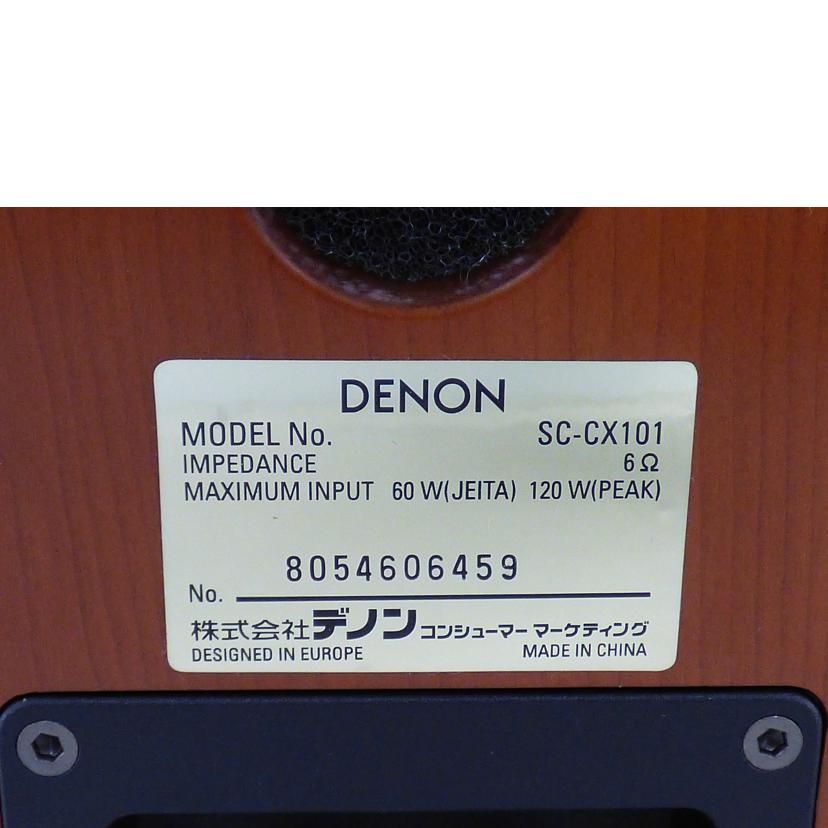 DENON
MODEL No. SC-CX101
IMPEDANCE 6Ω
MAXIMUM INPUT 60 W(JEITA) 120 W(PEAK)
8054606459
No.
株式会社デノン コンシューマー マーケティング
DESIGNED IN EUROPE MADE IN CHINA